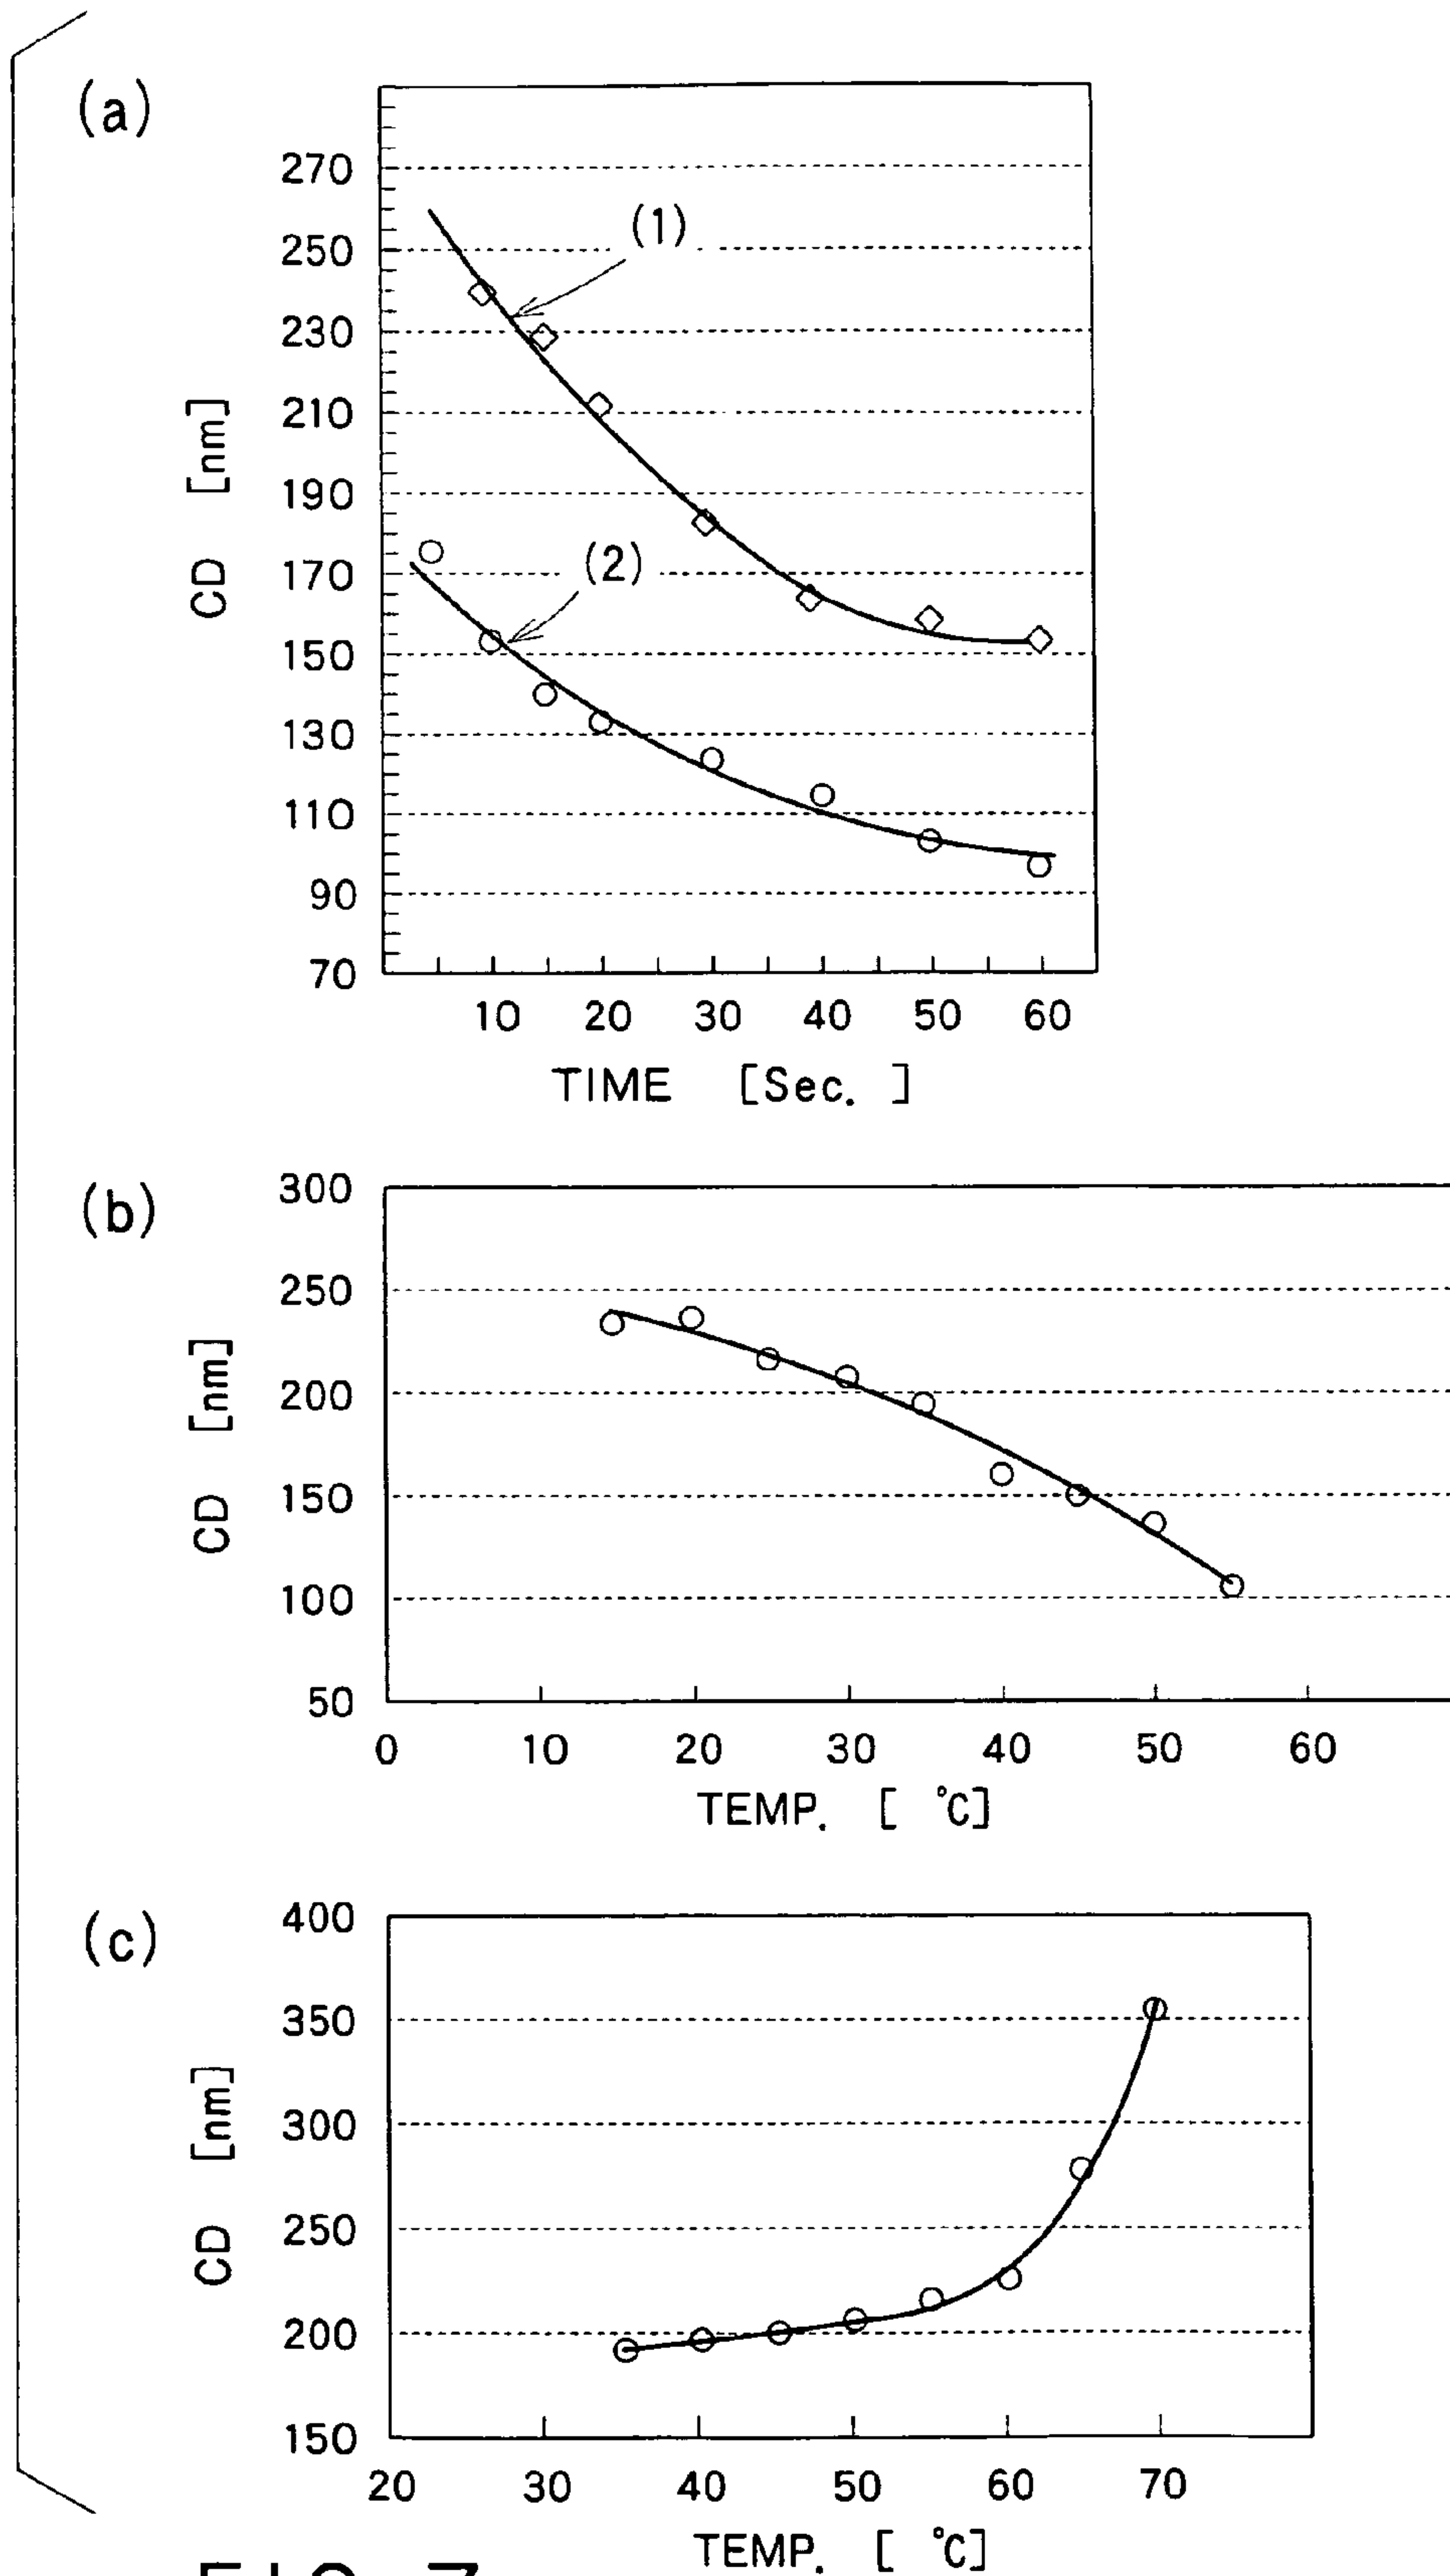 (a)
270
250
230
210
190
170
150
130
110
90
70
CD [nm]
(1)
(2)
10 20 30 40 50 60
TIME [Sec. ]
(b)
300
250
200
150
100
50
CD [nm]
0 10 20 30 40 50 60
TEMP. [ °C]
(c)
400
350
300
250
200
150
CD [nm]
20 30 40 50 60 70
TEMP. [ °C]